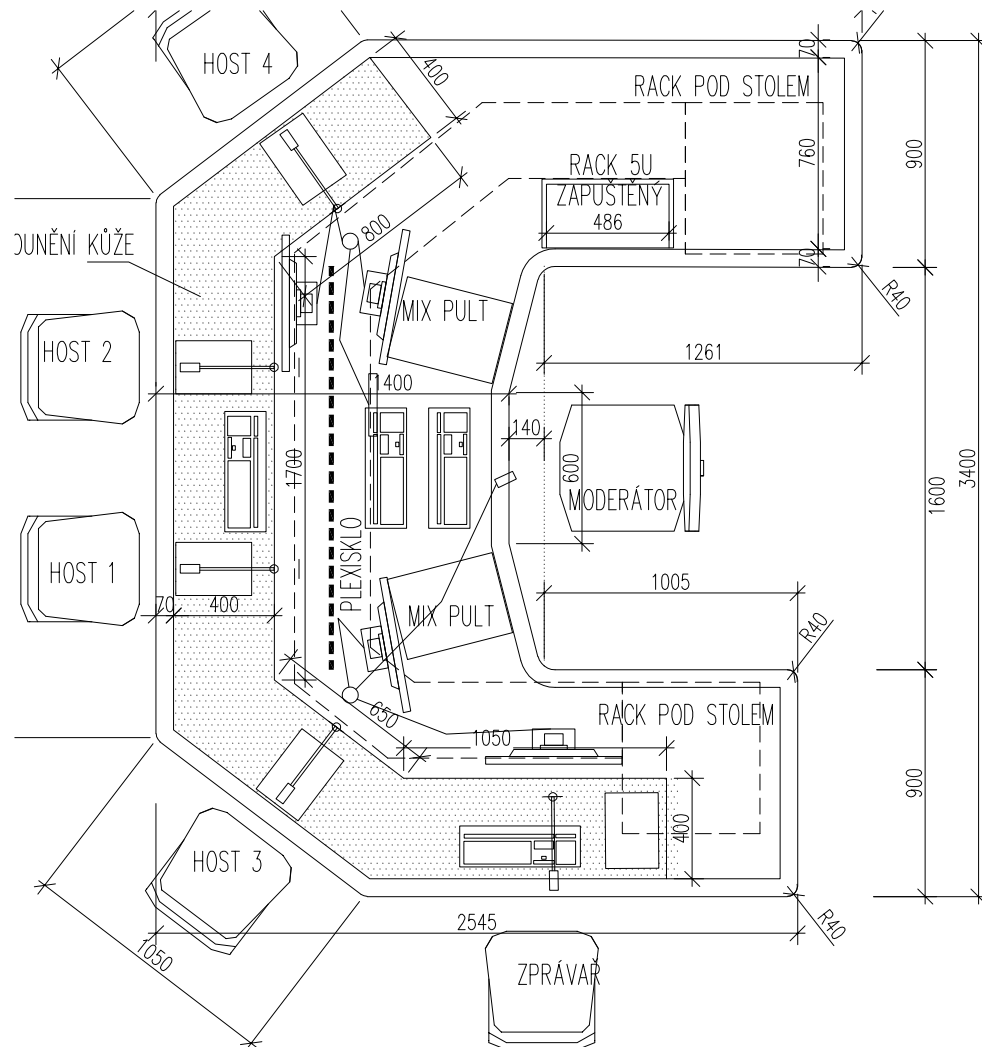 HOST 4
400
70
RACK POD STOLEM
760
900
3400
RACK 5U
ZAPUŠTĚNÝ
486
800
OUNĚNÍ KŮŽE
70
R40
MIX PULT
HOST 2
1261
1400
140
1700
600
MODERÁTOR
1600
PLEXISKLO
HOST 1
70
400
1005
MIX PULT
R40
650
RACK POD STOLEM
1050
900
400
HOST 3
2545
R40
1050
ZPRÁVAŘ